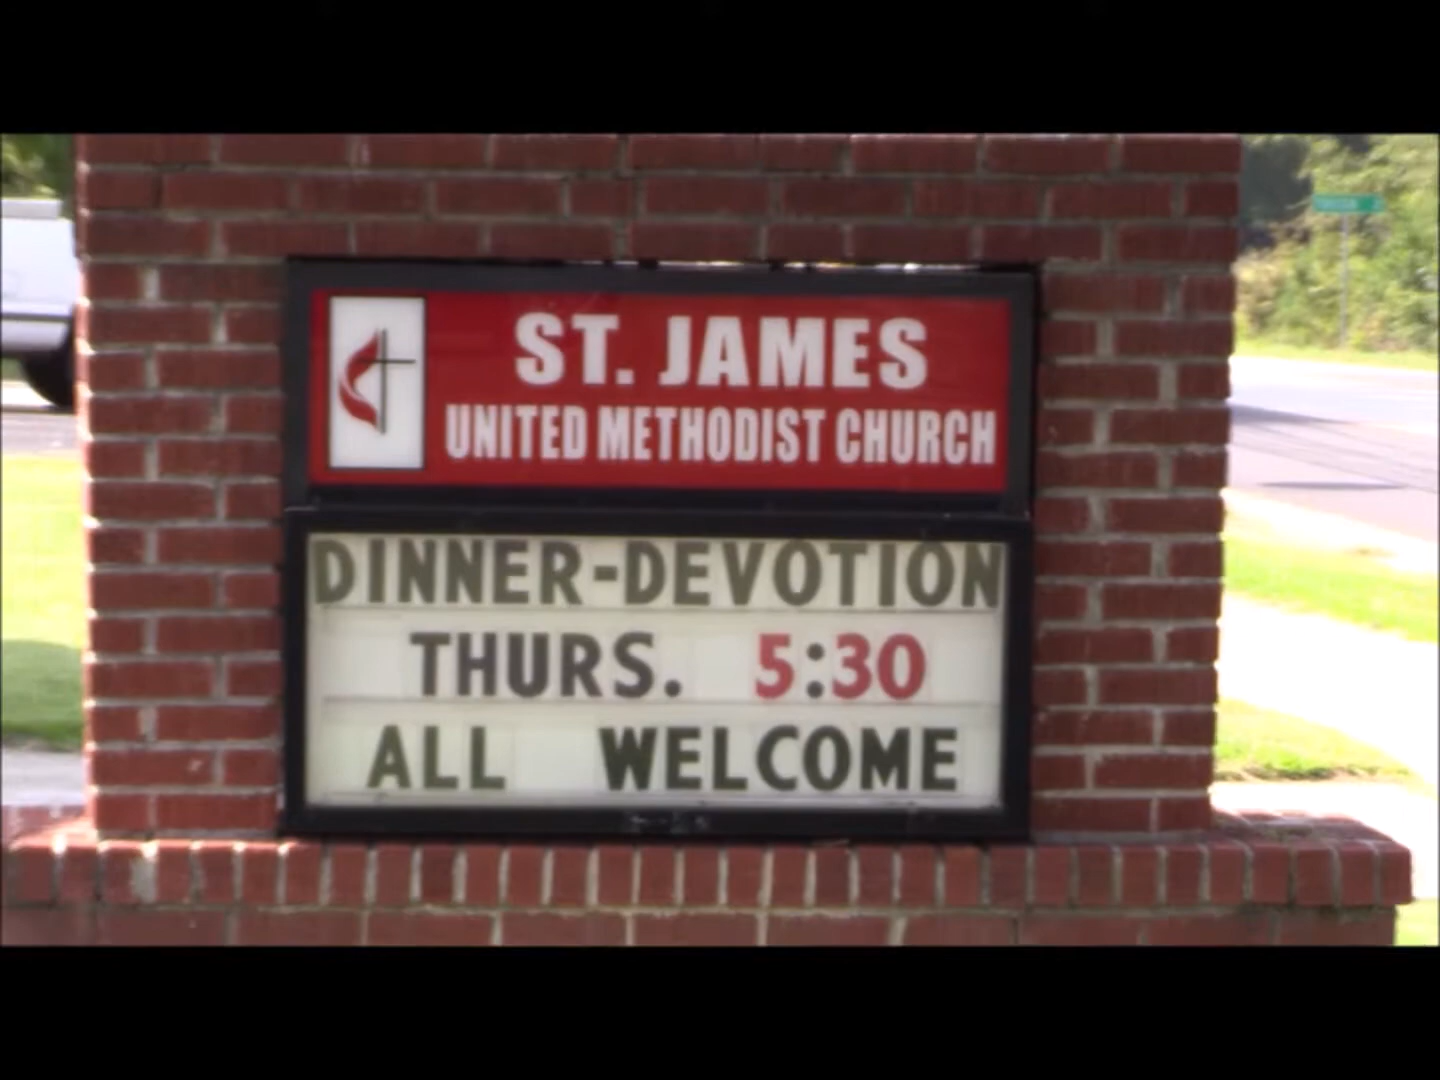 ST. JAMES
UNITED METHODIST CHURCH
DINNER-DEVOTION
THURS. 5:30
ALL WELCOME